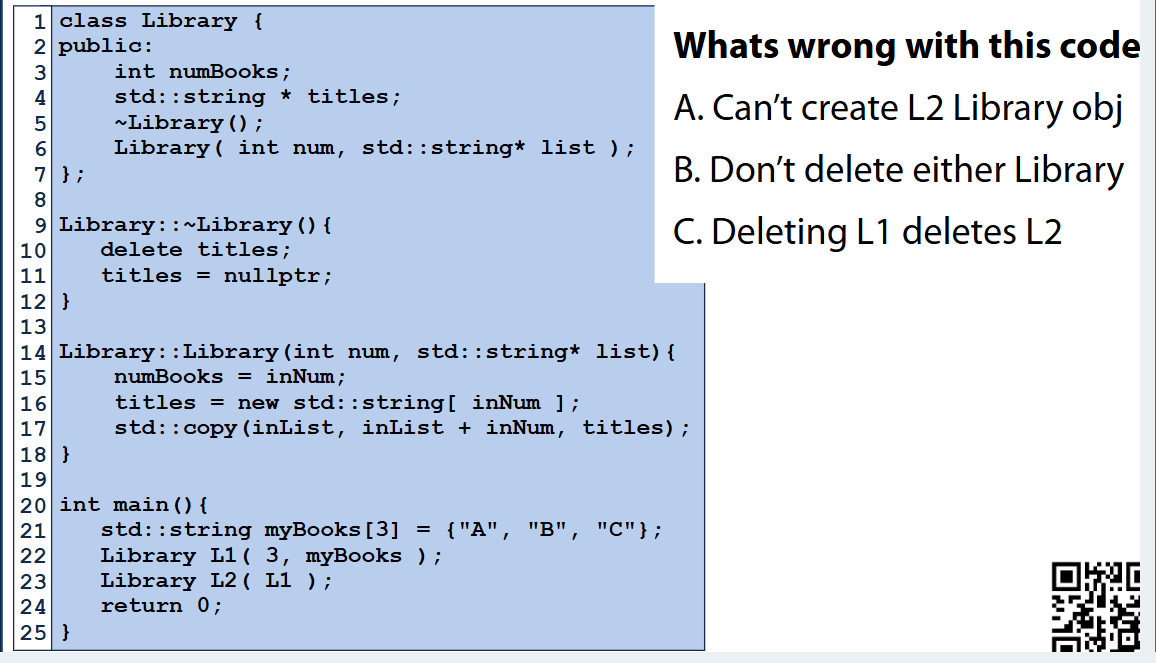 1 class Library {
2 public:
3     int numBooks;
4     std::string * titles;
5     ~Library();
6     Library( int num, std::string* list );
7 };
8
9 Library::~Library(){
10    delete titles;
11    titles = nullptr;
12 }
13
14 Library::Library(int num, std::string* list){
15     numBooks = inNum;
16     titles = new std::string[ inNum ];
17     std::copy(inList, inList + inNum, titles);
18 }
19
20 int main(){
21    std::string myBooks[3] = {"A", "B", "C"};
22    Library L1( 3, myBooks );
23    Library L2( L1 );
24    return 0;
25 }
Whats wrong with this code
A. Can’t create L2 Library obj
B. Don’t delete either Library
C. Deleting L1 deletes L2